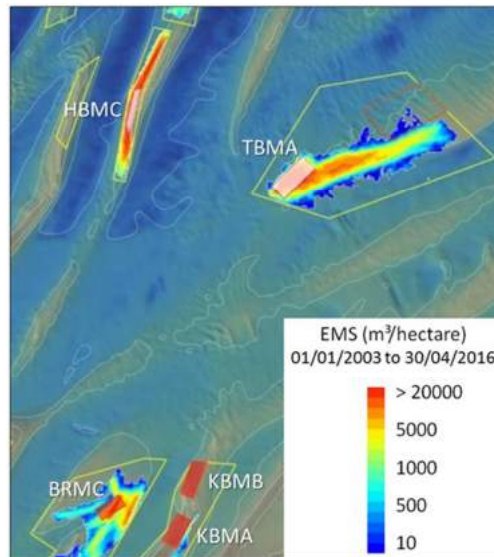 HBMC
TBMA
EMS (m³/hectare)
01/01/2003 to 30/04/2016
> 20000
5000
1000
500
10
BRMC
KBMB
KBMA